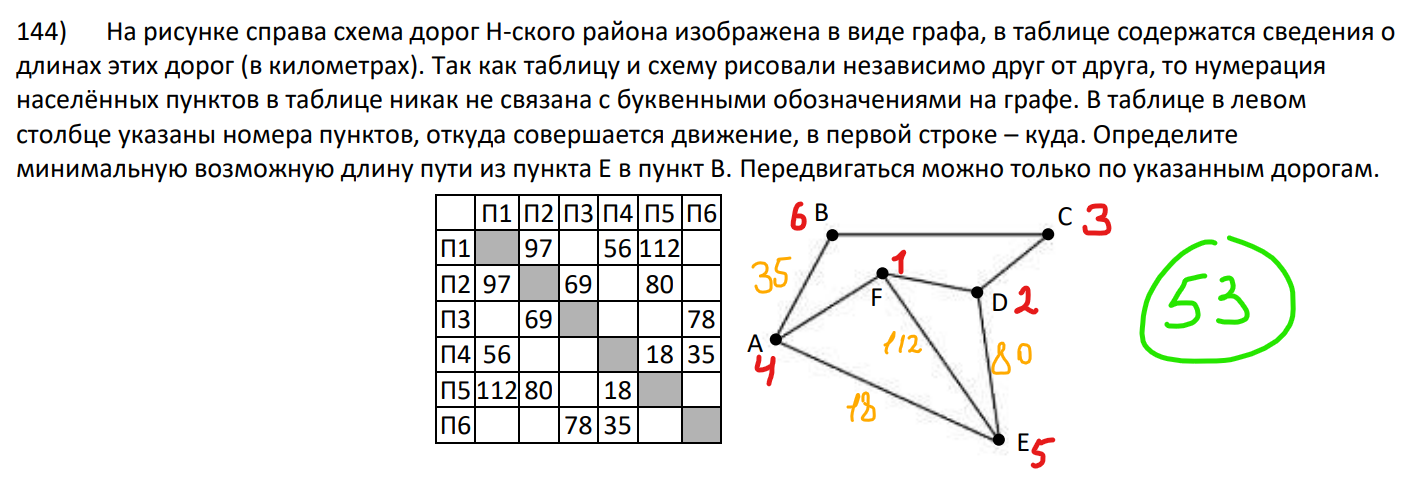 144) На рисунке справа схема дорог Н-ского района изображена в виде графа, в таблице содержатся сведения о
длинах этих дорог (в километрах). Так как таблицу и схему рисовали независимо друг от друга, то нумерация
населённых пунктов в таблице никак не связана с буквенными обозначениями на графе. В таблице в левом
столбце указаны номера пунктов, откуда совершается движение, в первой строке – куда. Определите
минимальную возможную длину пути из пункта Е в пункт В. Передвигаться можно только по указанным дорогам.
П1 П2 П3 П4 П5 П6
П1 97 56 112
П2 97 69 80
П3 69 78
П4 56 18 35
П5 112 80 18
П6 78 35
6 B
C 3
35
1
F
D 2
A
4
112
80
18
E 5
53